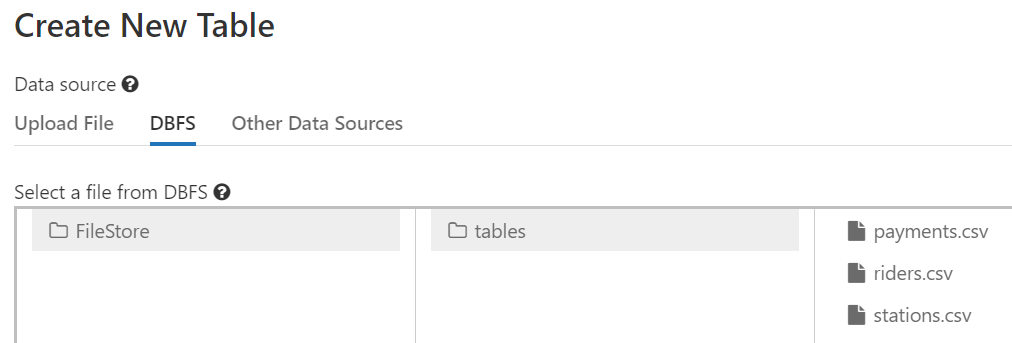 Create New Table
Data source
Upload File DBFS Other Data Sources
Select a file from DBFS
FileStore tables payments.csv
riders.csv
stations.csv